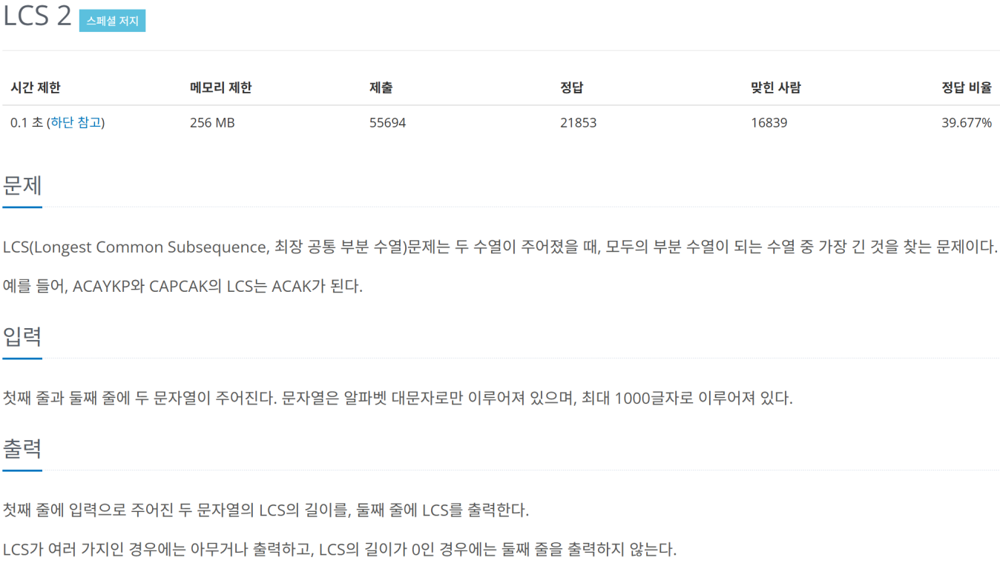 LCS 2 스페셜 저지
시간 제한 메모리 제한 제출 정답 맞힌 사람 정답 비율
0.1 초 (하단 참고) 256 MB 55694 21853 16839 39.677%
문제
LCS(Longest Common Subsequence, 최장 공통 부분 수열)문제는 두 수열이 주어졌을 때, 모두의 부분 수열이 되는 수열 중 가장 긴 것을 찾는 문제이다.
예를 들어, ACAYKP와 CAPCAK의 LCS는 ACAK가 된다.
입력
첫째 줄과 둘째 줄에 두 문자열이 주어진다. 문자열은 알파벳 대문자로만 이루어져 있으며, 최대 1000글자로 이루어져 있다.
출력
첫째 줄에 입력으로 주어진 두 문자열의 LCS의 길이를, 둘째 줄에 LCS를 출력한다.
LCS가 여러 가지인 경우에는 아무거나 출력하고, LCS의 길이가 0인 경우에는 둘째 줄을 출력하지 않는다.